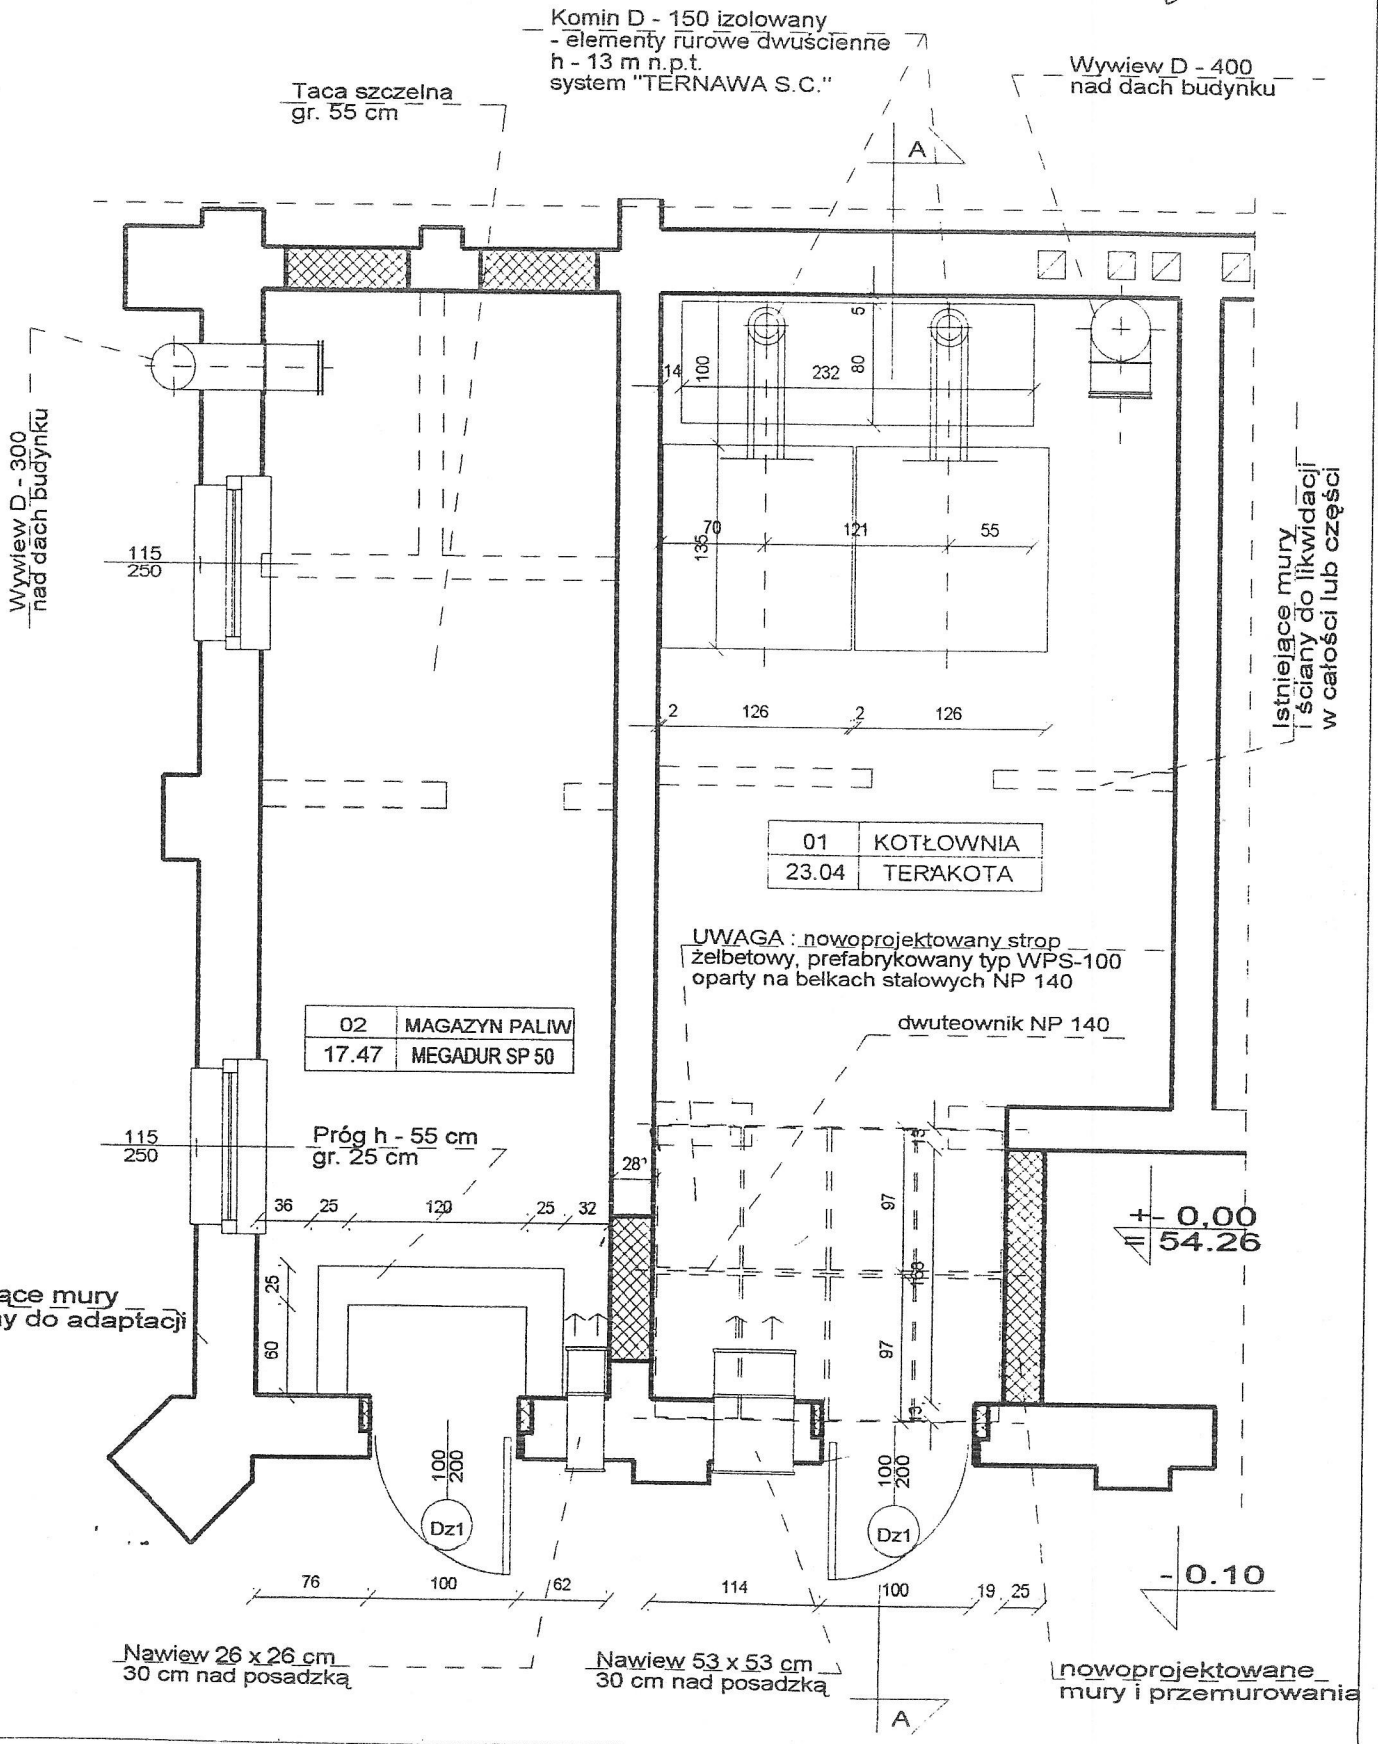 Komin D - 150 izolowany
- elementy rurowe dwuścienne
h - 13 m n.p.t.
system "TERNAWA S.C."
Wywiew D - 400
nad dach budynku
Taca szczelna
gr. 55 cm
A
Wywiew D - 300
nad dach budynku
5
14
100
232
80
115
250
70
121
55
135
Istniejące mury
i ściany do likwidacji
w całości lub części
2
126
2
126
01 KOTŁOWNIA
23.04 TERAKOTA
UWAGA : nowoprojektowany strop
żelbetowy, prefabrykowany typ WPS-100
oparty na belkach stalowych NP 140
dwuteownik NP 140
02 MAGAZYN PALIW
17.47 MEGADUR SP 50
115
250
Próg h - 55 cm
gr. 25 cm
28
13
36
25
120
25
32
97
168
+- 0,00
= 54.26
25
60
97
13
ące mury
y do adaptacji
100
200
Dz1
100
200
Dz1
76
100
62
114
100
19
25
- 0.10
Nawiew 26 x 26 cm
30 cm nad posadzką
Nawiew 53 x 53 cm
30 cm nad posadzką
nowoprojektowane
mury i przemurowania
A